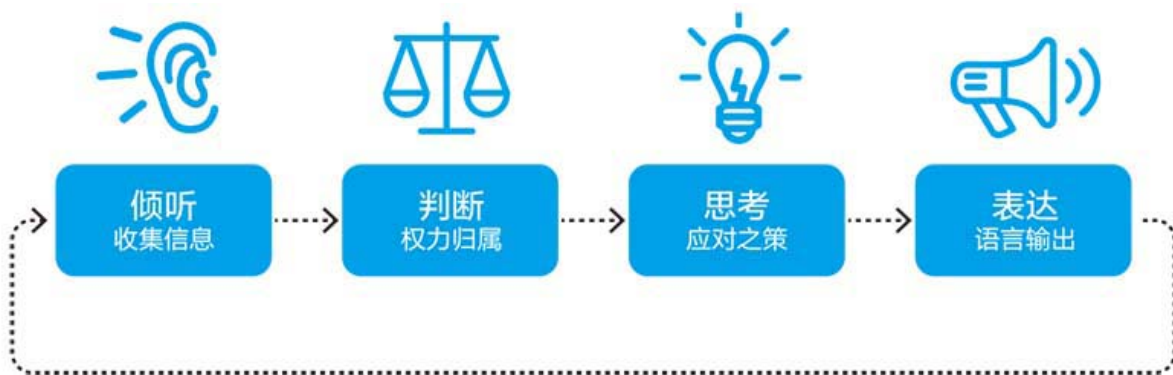 倾听
收集信息
判断
权力归属
思考
应对之策
表达
语言输出